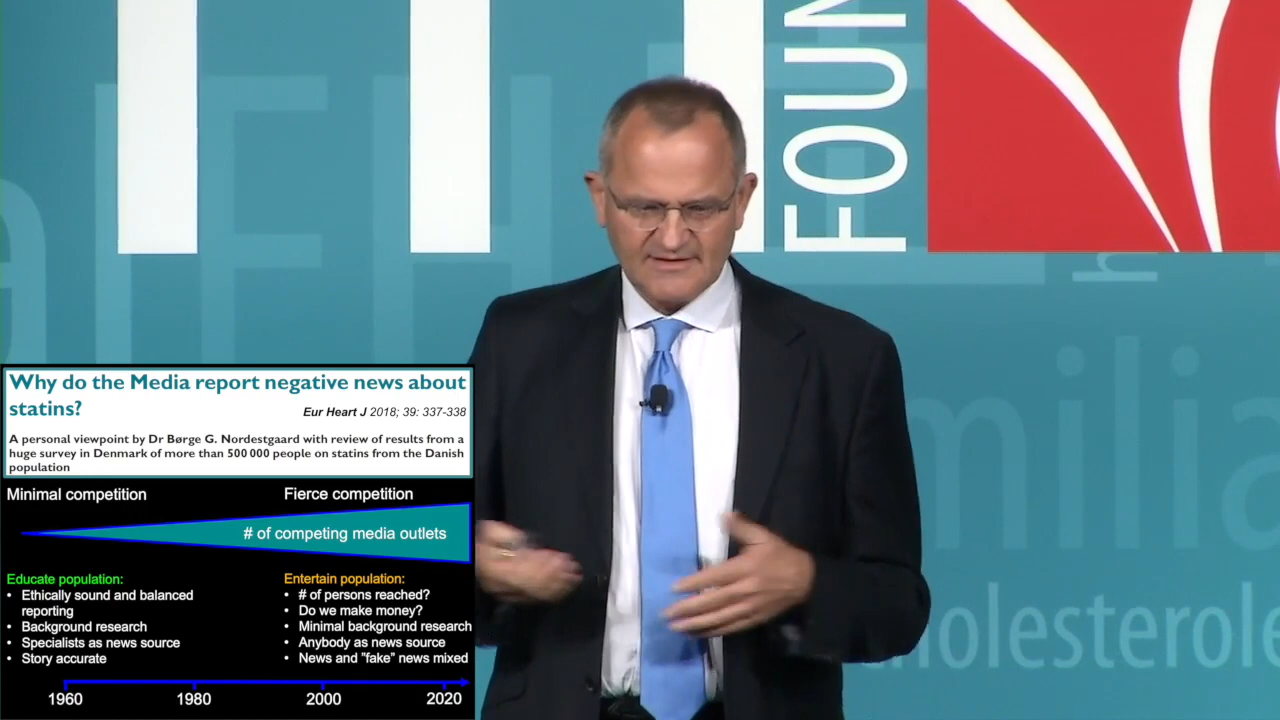 FOUN
FH
h
milia
holesterole
Why do the Media report negative news about
statins?
Eur Heart J 2018; 39: 337-338
A personal viewpoint by Dr Børge G. Nordestgaard with review of results from a
huge survey in Denmark of more than 500 000 people on statins from the Danish
population
Minimal competition
Fierce competition
# of competing media outlets
Educate population:
• Ethically sound and balanced
reporting
• Background research
• Specialists as news source
• Story accurate
Entertain population:
• # of persons reached?
• Do we make money?
• Minimal background research
• Anybody as news source
• News and "fake" news mixed
1960
1980
2000
2020